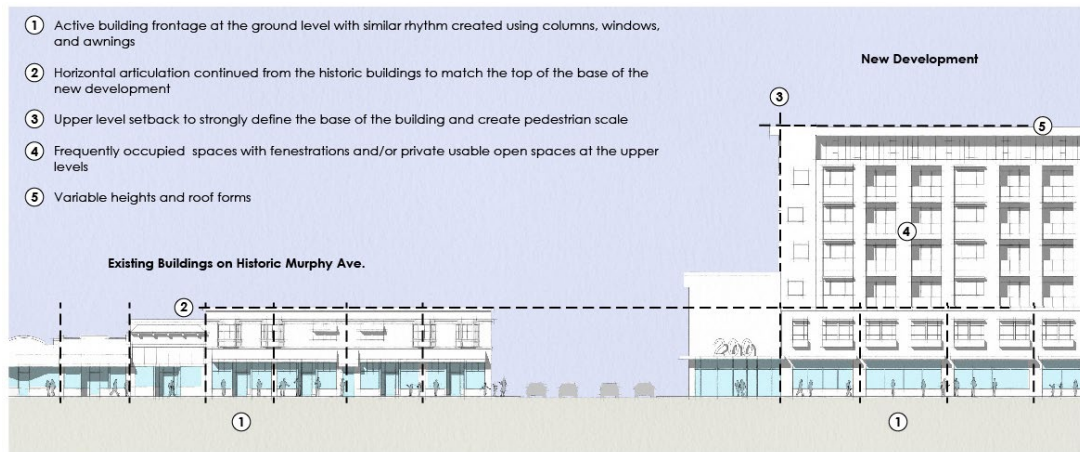 1 Active building frontage at the ground level with similar rhythm created using columns, windows,
and awnings
2 Horizontal articulation continued from the historic buildings to match the top of the base of the
new development
3 Upper level setback to strongly define the base of the building and create pedestrian scale
4 Frequently occupied spaces with fenestrations and/or private usable open spaces at the upper
levels
5 Variable heights and roof forms
New Development
3
5
4
Existing Buildings on Historic Murphy Ave.
2
200
1
1